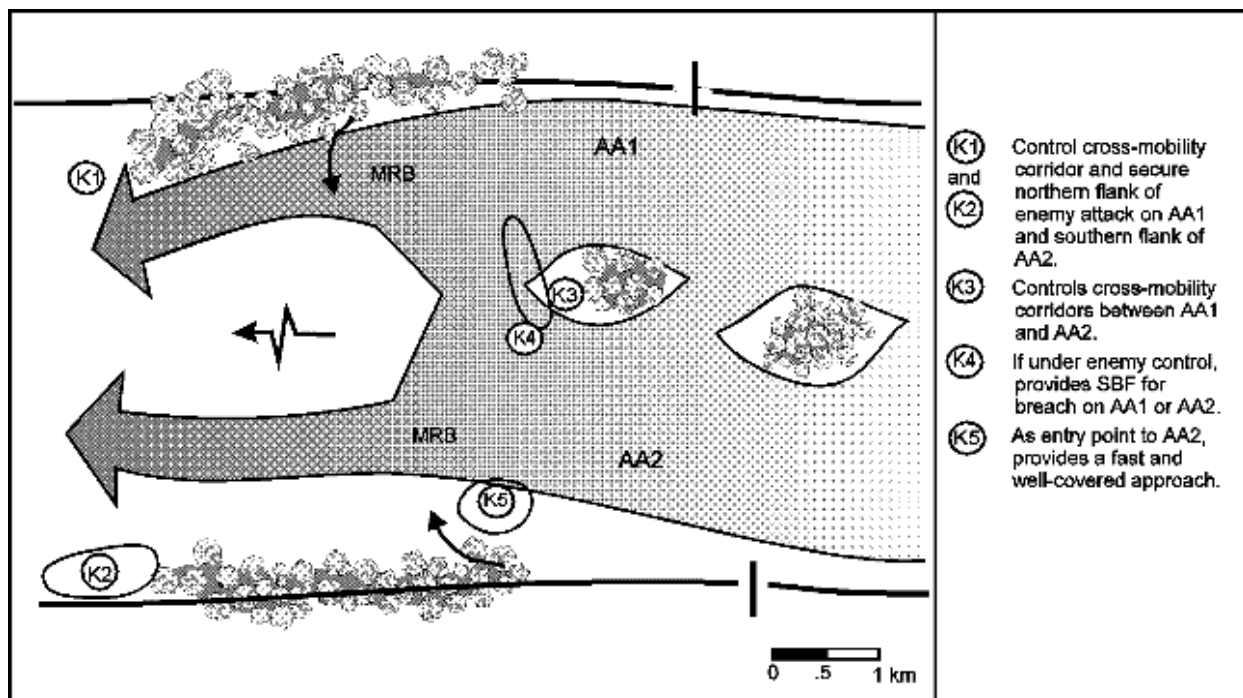 AA1
K1
MRB
K3
K4
MRB
AA2
K5
K2
0 .5 1 km
K1 Control cross-mobility
and corridor and secure
K2 northern flank of
enemy attack on AA1
and southern flank of
AA2.
K3 Controls cross-mobility
corridors between AA1
and AA2.
K4 If under enemy control,
provides SBF for
breach on AA1 or AA2.
K5 As entry point to AA2,
provides a fast and
well-covered approach.